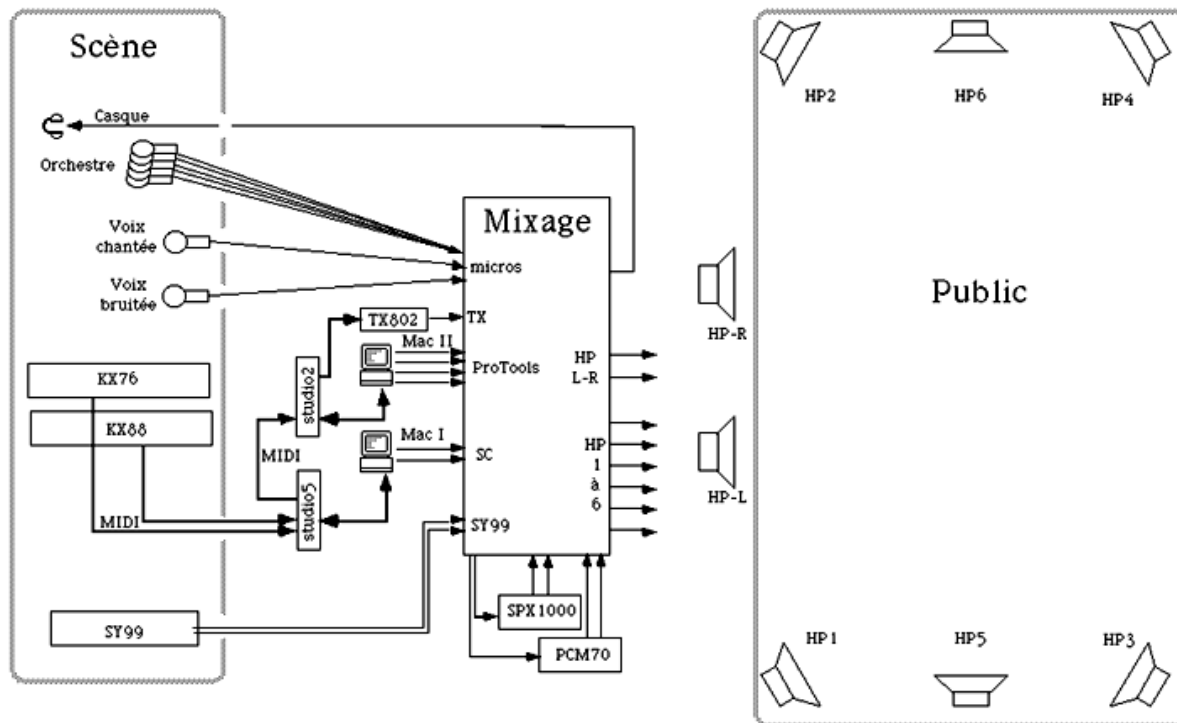 Scène
Casque
Orchestre
Voix
chantée
Voix
bruitée
KX76
KX88
MIDI
SY99
studio5
MIDI
studio2
TX802
Mac II
Mac I
Mixage
micros
TX
ProTools
SC
SY99
HP
L-R
HP
1
à
6
SPX1000
PCM70
HP-R
HP-L
Public
HP2
HP6
HP4
HP1
HP5
HP3